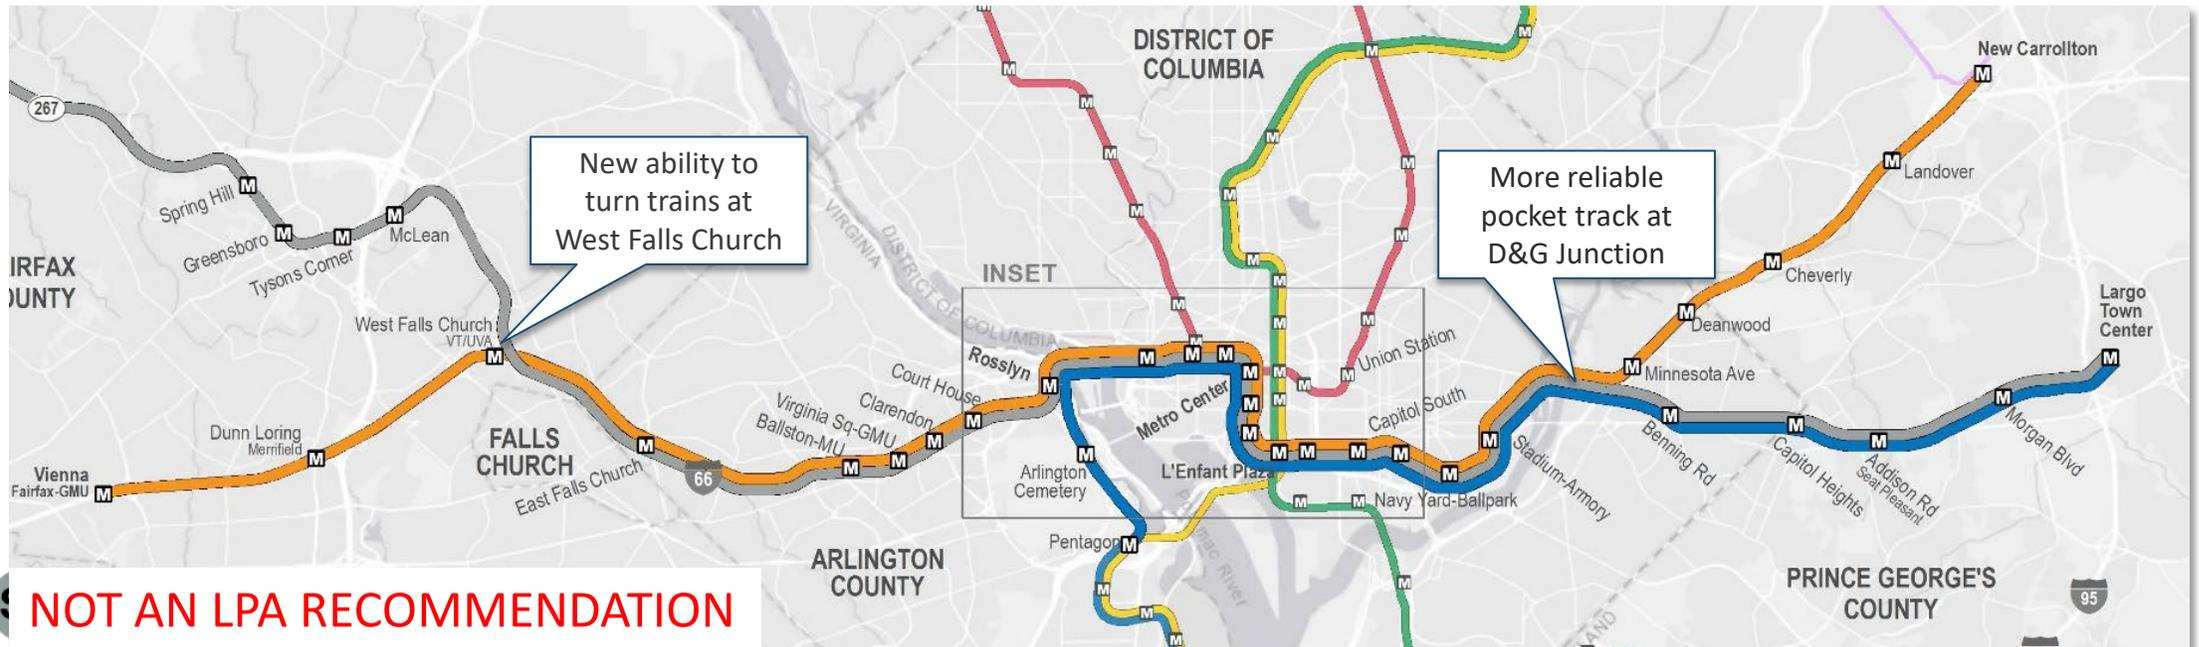 DISTRICT OF
COLUMBIA
New Carrollton
267
Landover
New ability to
turn trains at
West Falls Church
More reliable
pocket track at
D&G Junction
Spring Hill
Greensboro
Tysons Corner
McLean
VIRGINIA
DISTRICT OF COLUMBIA
INSET
Cheverly
Deanwood
Largo
Town
Center
West Falls Church
VT/UVA
Rosslyn
Union Station
Minnesota Ave
Court House
Clarendon
Virginia Sq-GMU
Ballston-MU
Metro Center
Capitol South
Dunn Loring
Merrifield
FALLS
CHURCH
East Falls Church
66
Vienna
Fairfax-GMU
Arlington
Cemetery
L'Enfant Plaza
Navy Yard-Ballpark
Stadium-Armory
Benning Rd
Capitol Heights
Addison Rd
Seat Pleasant
Morgan Blvd
Pentagon
ARLINGTON
COUNTY
PRINCE GEORGE'S
COUNTY
95
NOT AN LPA RECOMMENDATION